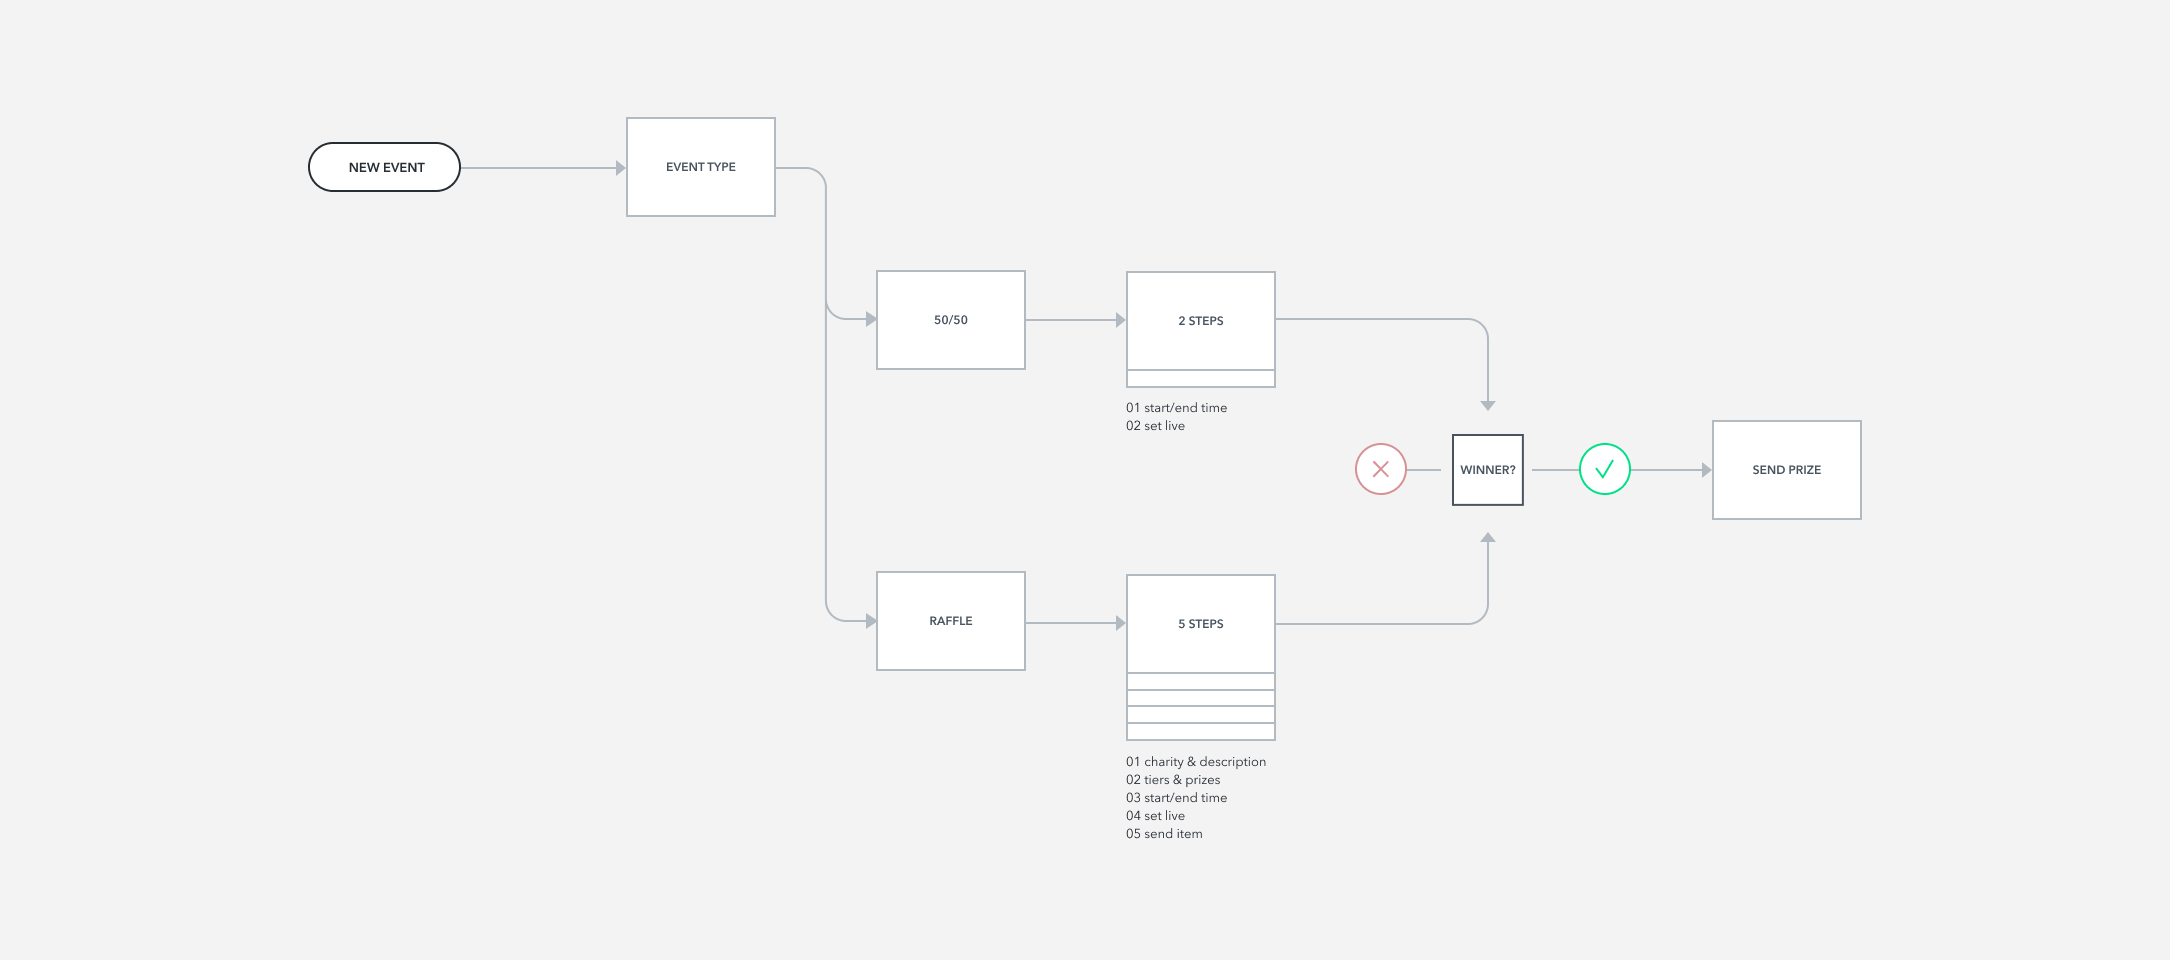 NEW EVENT
EVENT TYPE
50/50
2 STEPS
01 start/end time
02 set live
WINNER?
SEND PRIZE
RAFFLE
5 STEPS
01 charity & description
02 tiers & prizes
03 start/end time
04 set live
05 send item